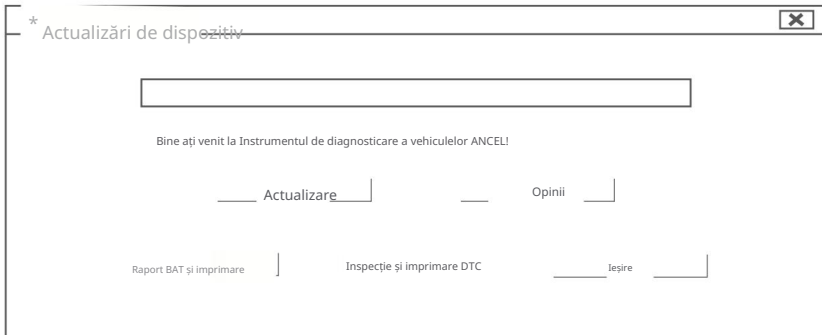 * Actualizări de dispozitiv
Bine ați venit la Instrumentul de diagnosticare a vehiculelor ANCEL!
Actualizare Opinii
Raport BAT și imprimare Inspecție și imprimare DTC Ieșire